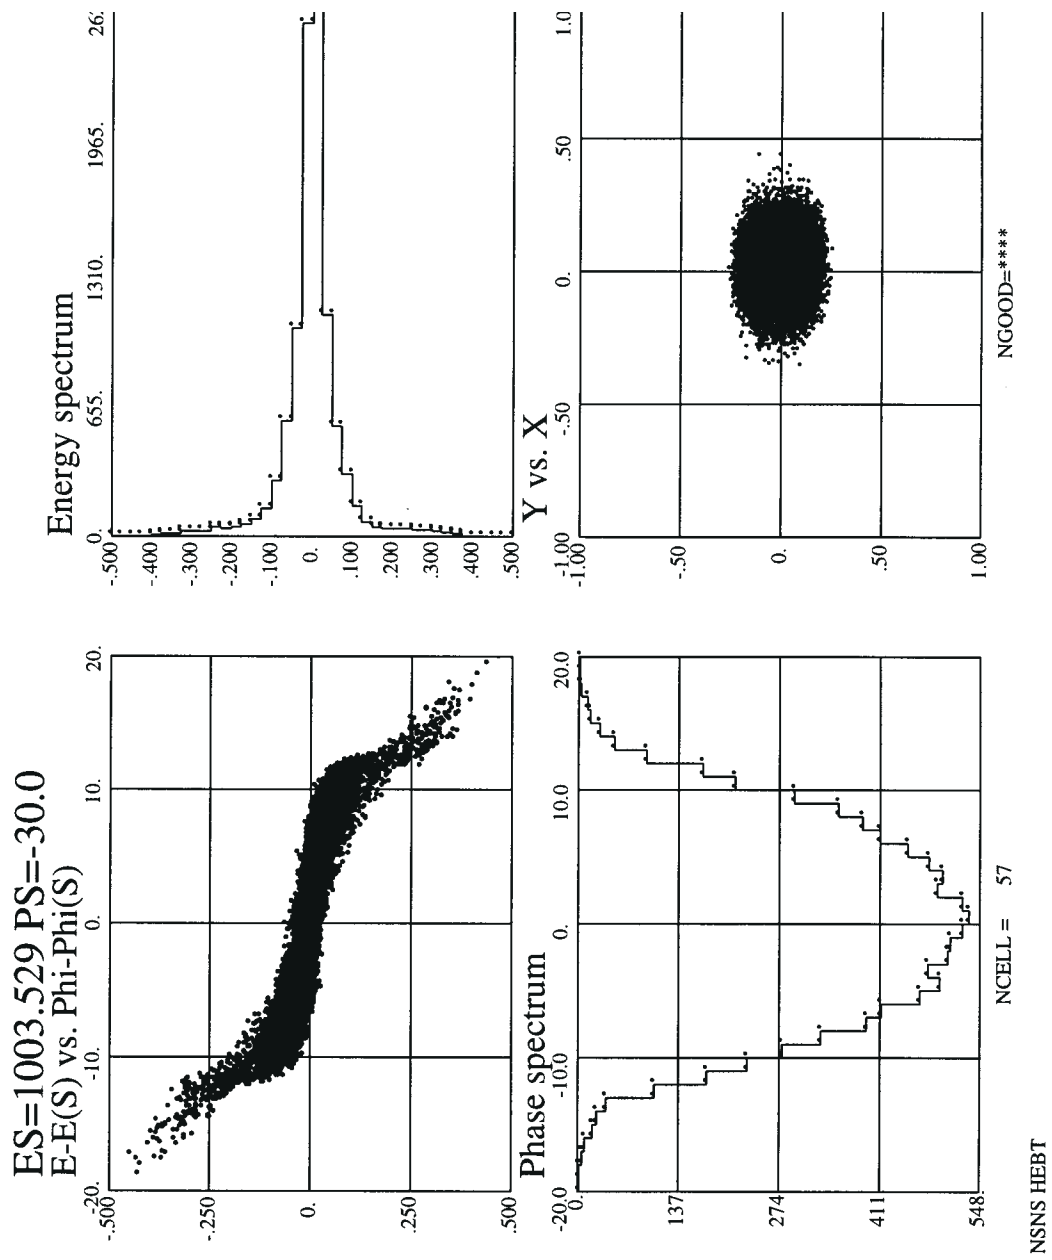 ES=1003.529 PS=-30.0
E-E(S) vs. Phi-Phi(S)
-20. -10. 0. 10. 20.
-.500
-.250
0.
.250
.500
Energy spectrum
0. 655. 1310. 1965.
-.500
-.400
-.300
-.200
-.100
0.
.100
.200
.300
.400
.500
Phase spectrum
-20.0 -10.0 0. 10.0 20.0
0.
137
274
411
548.
Y vs. X
-1.00 -.50 0. .50 1.0
-1.00
-.50
0.
.50
1.00
NCELL = 57 NGOOD=****
NSNS HEBT